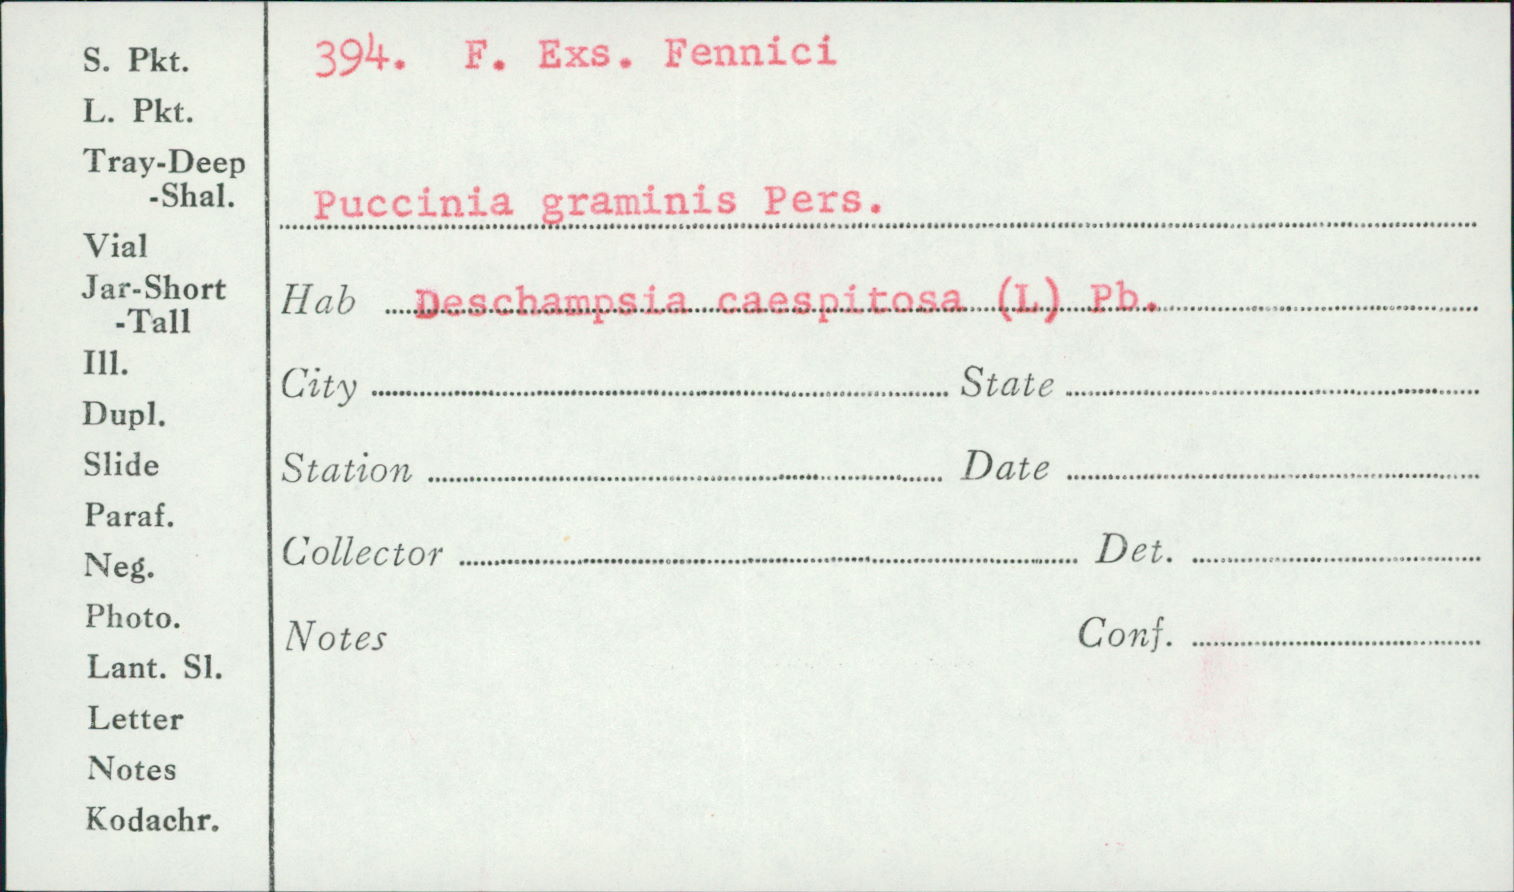 S. Pkt.
L. Pkt.
Tray-Deep
-Shal.
Vial
Jar-Short
-Tall
Ill.
Dupl.
Slide
Paraf.
Neg.
Photo.
Lant. Sl.
Letter
Notes
Kodachr.
394. F. Exs. Fennici
Puccinia graminis Pers.
Hab Deschampsia caespitosa (L) Pb.
City State
Station Date
Collector Det.
Notes Conf.